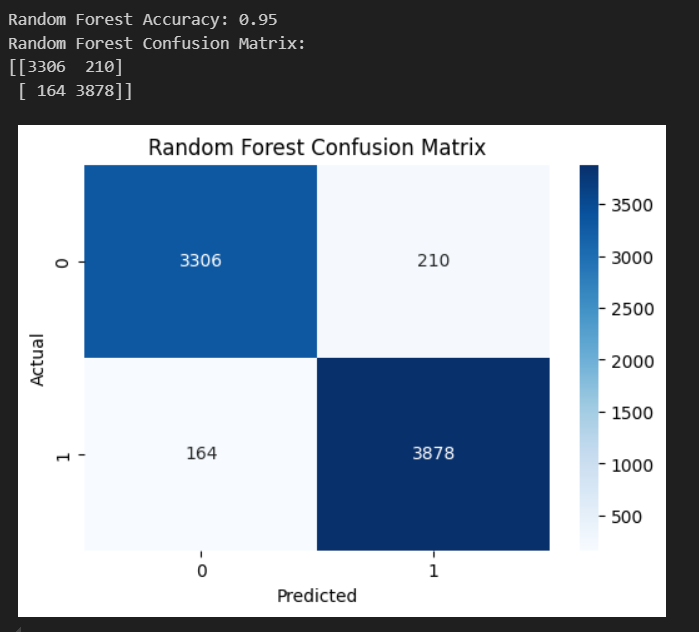 Random Forest Accuracy: 0.95
Random Forest Confusion Matrix:
[[3306  210]
 [ 164 3878]]
Random Forest Confusion Matrix
0
3306
210
Actual
1
164
3878
0
1
Predicted
3500
3000
2500
2000
1500
1000
500